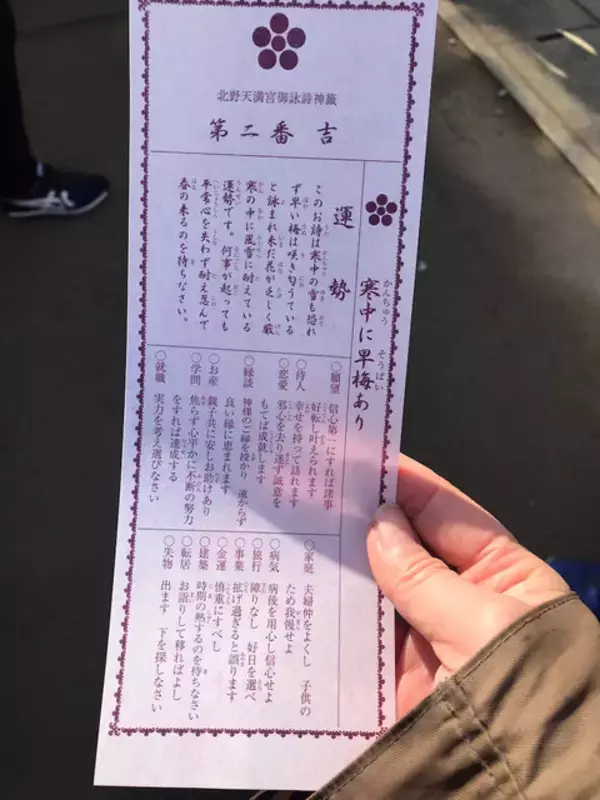 北野天満宮御詠詩神籤
第二番 吉
寒中に早梅あり
運勢
このお詩は寒中の雪も恐れ
ず早い梅は咲き匂うている
と詠まれ未だ花が乏しく厳
寒の中に風雪に耐えている
運勢です。何事が起っても
平常心を失わず耐え忍んで
春の来るのを待ちなさい。
○願望 信心第一にすれば諸事
好転し叶えられます
○待人 幸せを持って訪れます
○恋愛 邪心を去り遂す誠意を
もてば成就します
○縁談 神様のご縁を授かり 遠からず
良い縁に恵まれます
○お産 親子共に安しお助けあり
○学問 焦らず心平かに不断の努力
をすれば達成する
○就職 実力を考え選びなさい
○家庭 夫婦仲をよくし 子供の
ため我慢せよ
○病気 病後を用心し信心せよ
○旅行 障りなし 好日を選べ
○事業 拡げ過ぎると誤ります
○金運 慎重にすべし
○建築 時期の熟するのを待ちなさい
○転居 お詣りして移ればよし
○失物 出ます 下を探しなさい